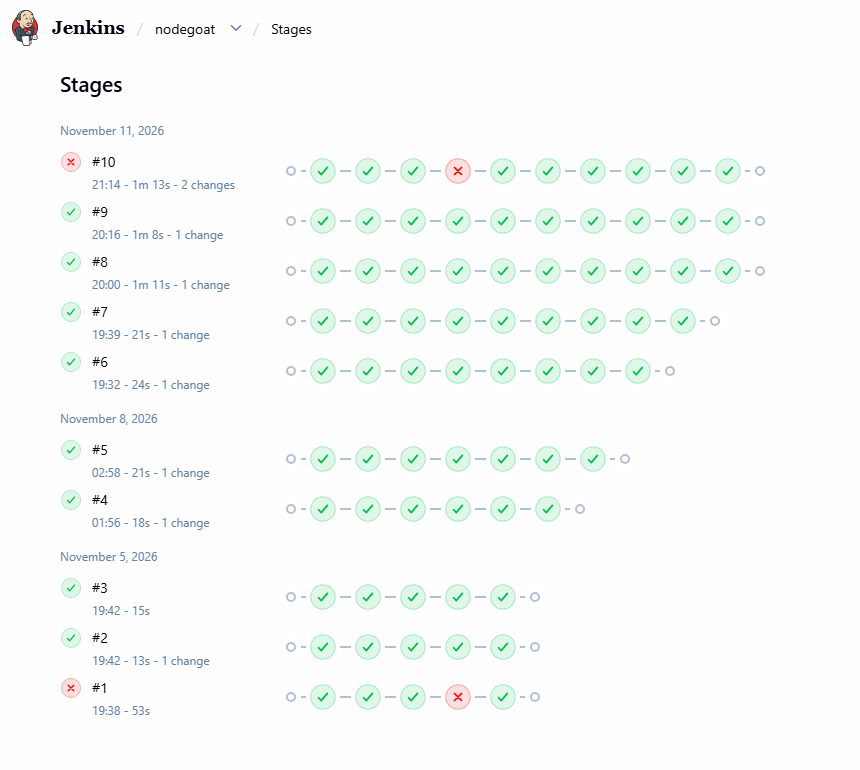 Jenkins / nodegoat / Stages
Stages
November 11, 2026
#10
21:14 - 1m 13s - 2 changes
#9
20:16 - 1m 8s - 1 change
#8
20:00 - 1m 11s - 1 change
#7
19:39 - 21s - 1 change
#6
19:32 - 24s - 1 change
November 8, 2026
#5
02:58 - 21s - 1 change
#4
01:56 - 18s - 1 change
November 5, 2026
#3
19:42 - 15s
#2
19:42 - 13s - 1 change
#1
19:38 - 53s